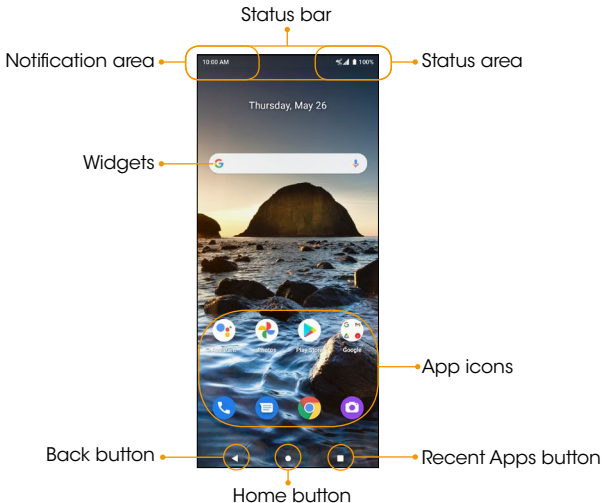 Status bar
Notification area
10:00 AM
100%
Status area
Thursday, May 26
Widgets
Photos
Play Store
Google
App icons
Back button
Recent Apps button
Home button